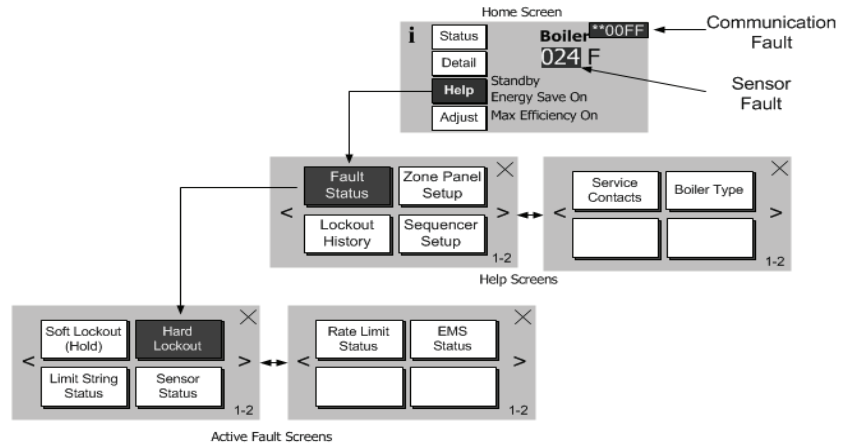 Home Screen
i
Status
Boiler
**00FF
Communication
Fault
Detail
024 F
Help
Standby
Energy Save On
Sensor
Fault
Adjust
Max Efficiency On
Fault
Status
Zone Panel
Setup
Lockout
History
Sequencer
Setup
<
>
1-2
Service
Contacts
Boiler Type
<
>
1-2
Help Screens
Soft Lockout
(Hold)
Hard
Lockout
Limit String
Status
Sensor
Status
<
>
1-2
Rate Limit
Status
EMS
Status
<
>
1-2
Active Fault Screens